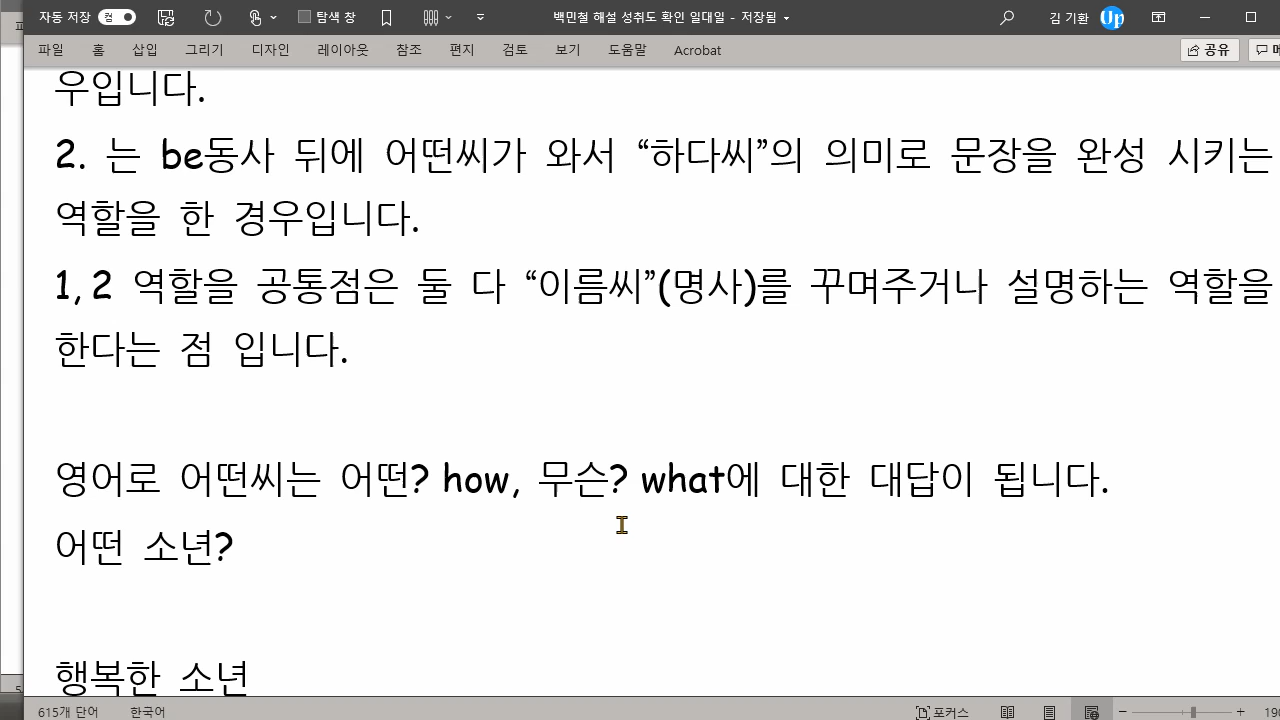 자동 저장 컴 탐색 창 백민철 해설 성취도 확인 일대일 - 저장됨 김 기환 Up
파일 홈 삽입 그리기 디자인 레이아웃 참조 편지 검토 보기 도움말 Acrobat 공유
우입니다.
2. 는 be동사 뒤에 어떤씨가 와서 “하다씨”의 의미로 문장을 완성 시키는
역할을 한 경우입니다.
1, 2 역할을 공통점은 둘 다 “이름씨”(명사)를 꾸며주거나 설명하는 역할을
한다는 점 입니다.
영어로 어떤씨는 어떤? how, 무슨? what에 대한 대답이 됩니다.
어떤 소년?
행복한 소년
615개 단어 한국어 포커스